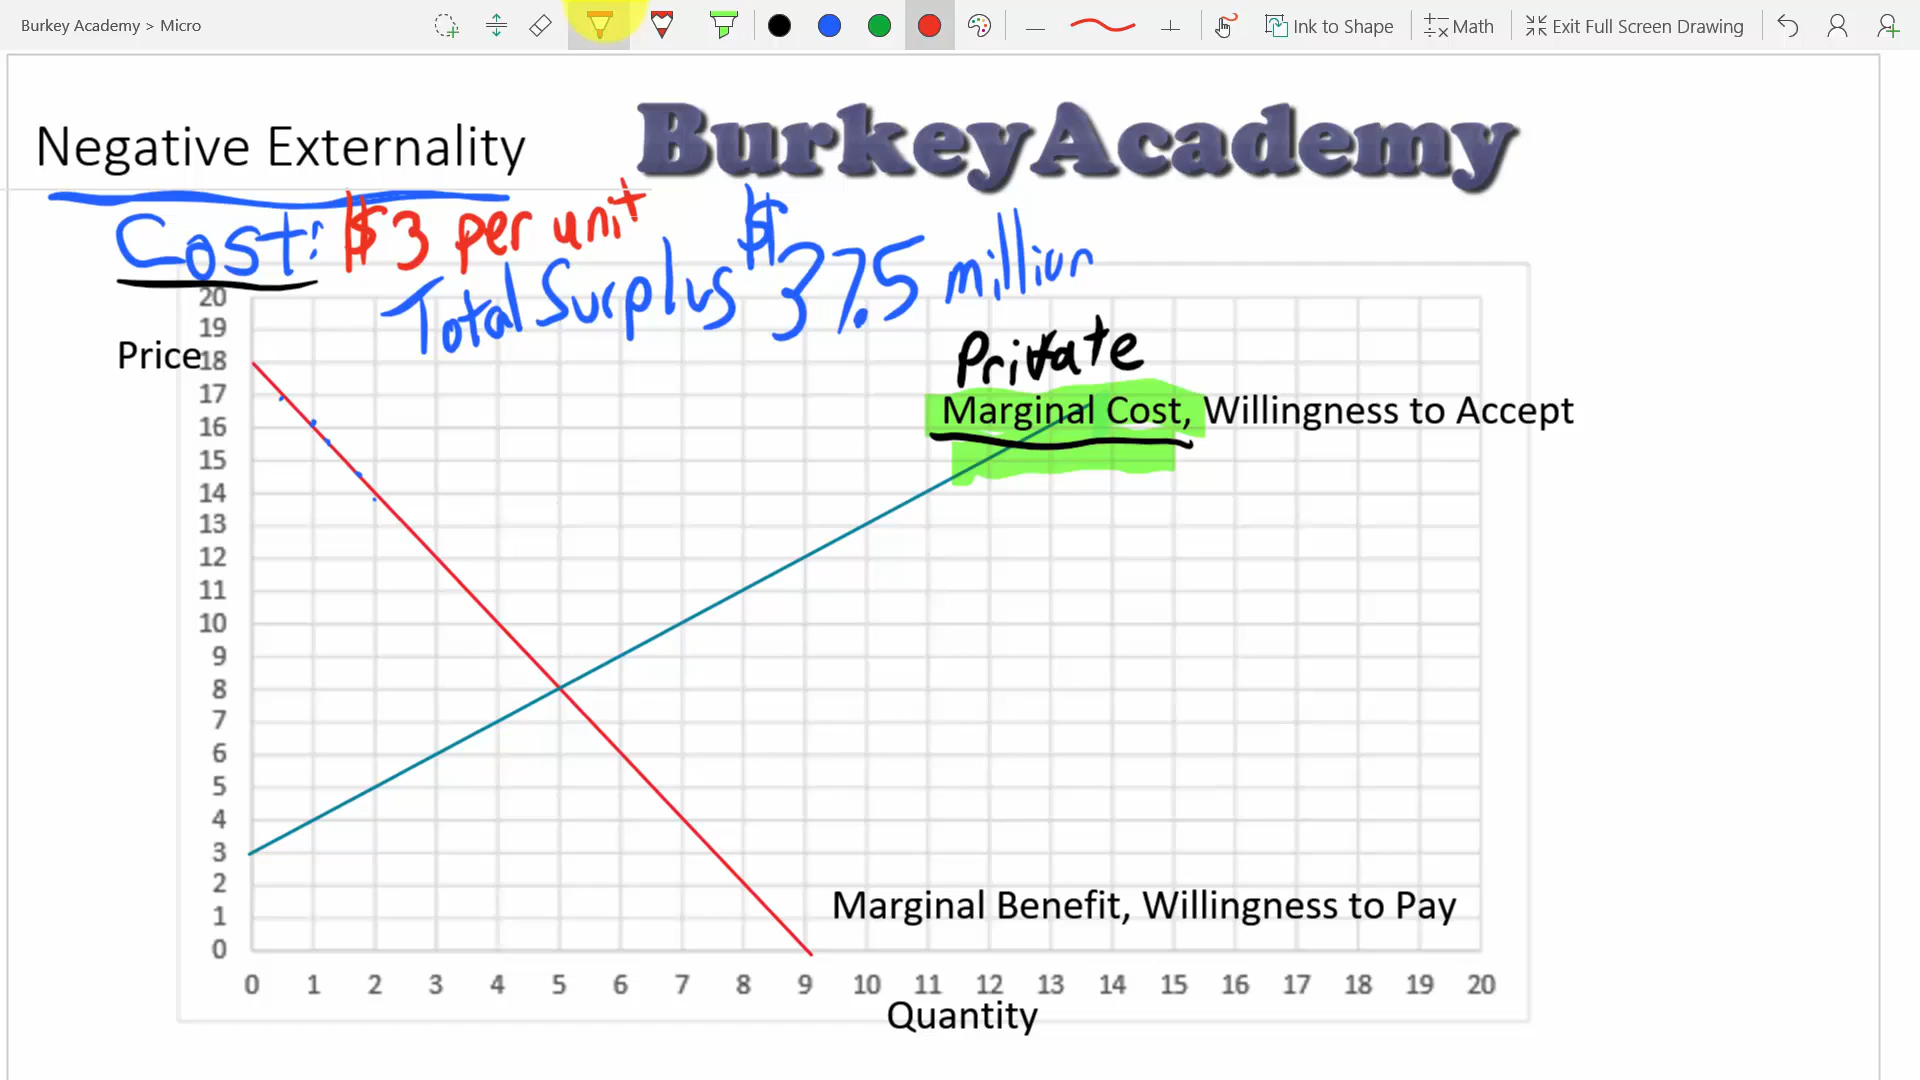 Burkey Academy > Micro
Ink to Shape
Math
Exit Full Screen Drawing
Negative Externality
BurkeyAcademy
Cost: $3 per unit
Total Surplus $37.5 million
Price
Private
Marginal Cost, Willingness to Accept
20
19
18
17
16
15
14
13
12
11
10
9
8
7
6
5
4
3
2
1
0
Marginal Benefit, Willingness to Pay
0 1 2 3 4 5 6 7 8 9 10 11 12 13 14 15 16 17 18 19 20
Quantity